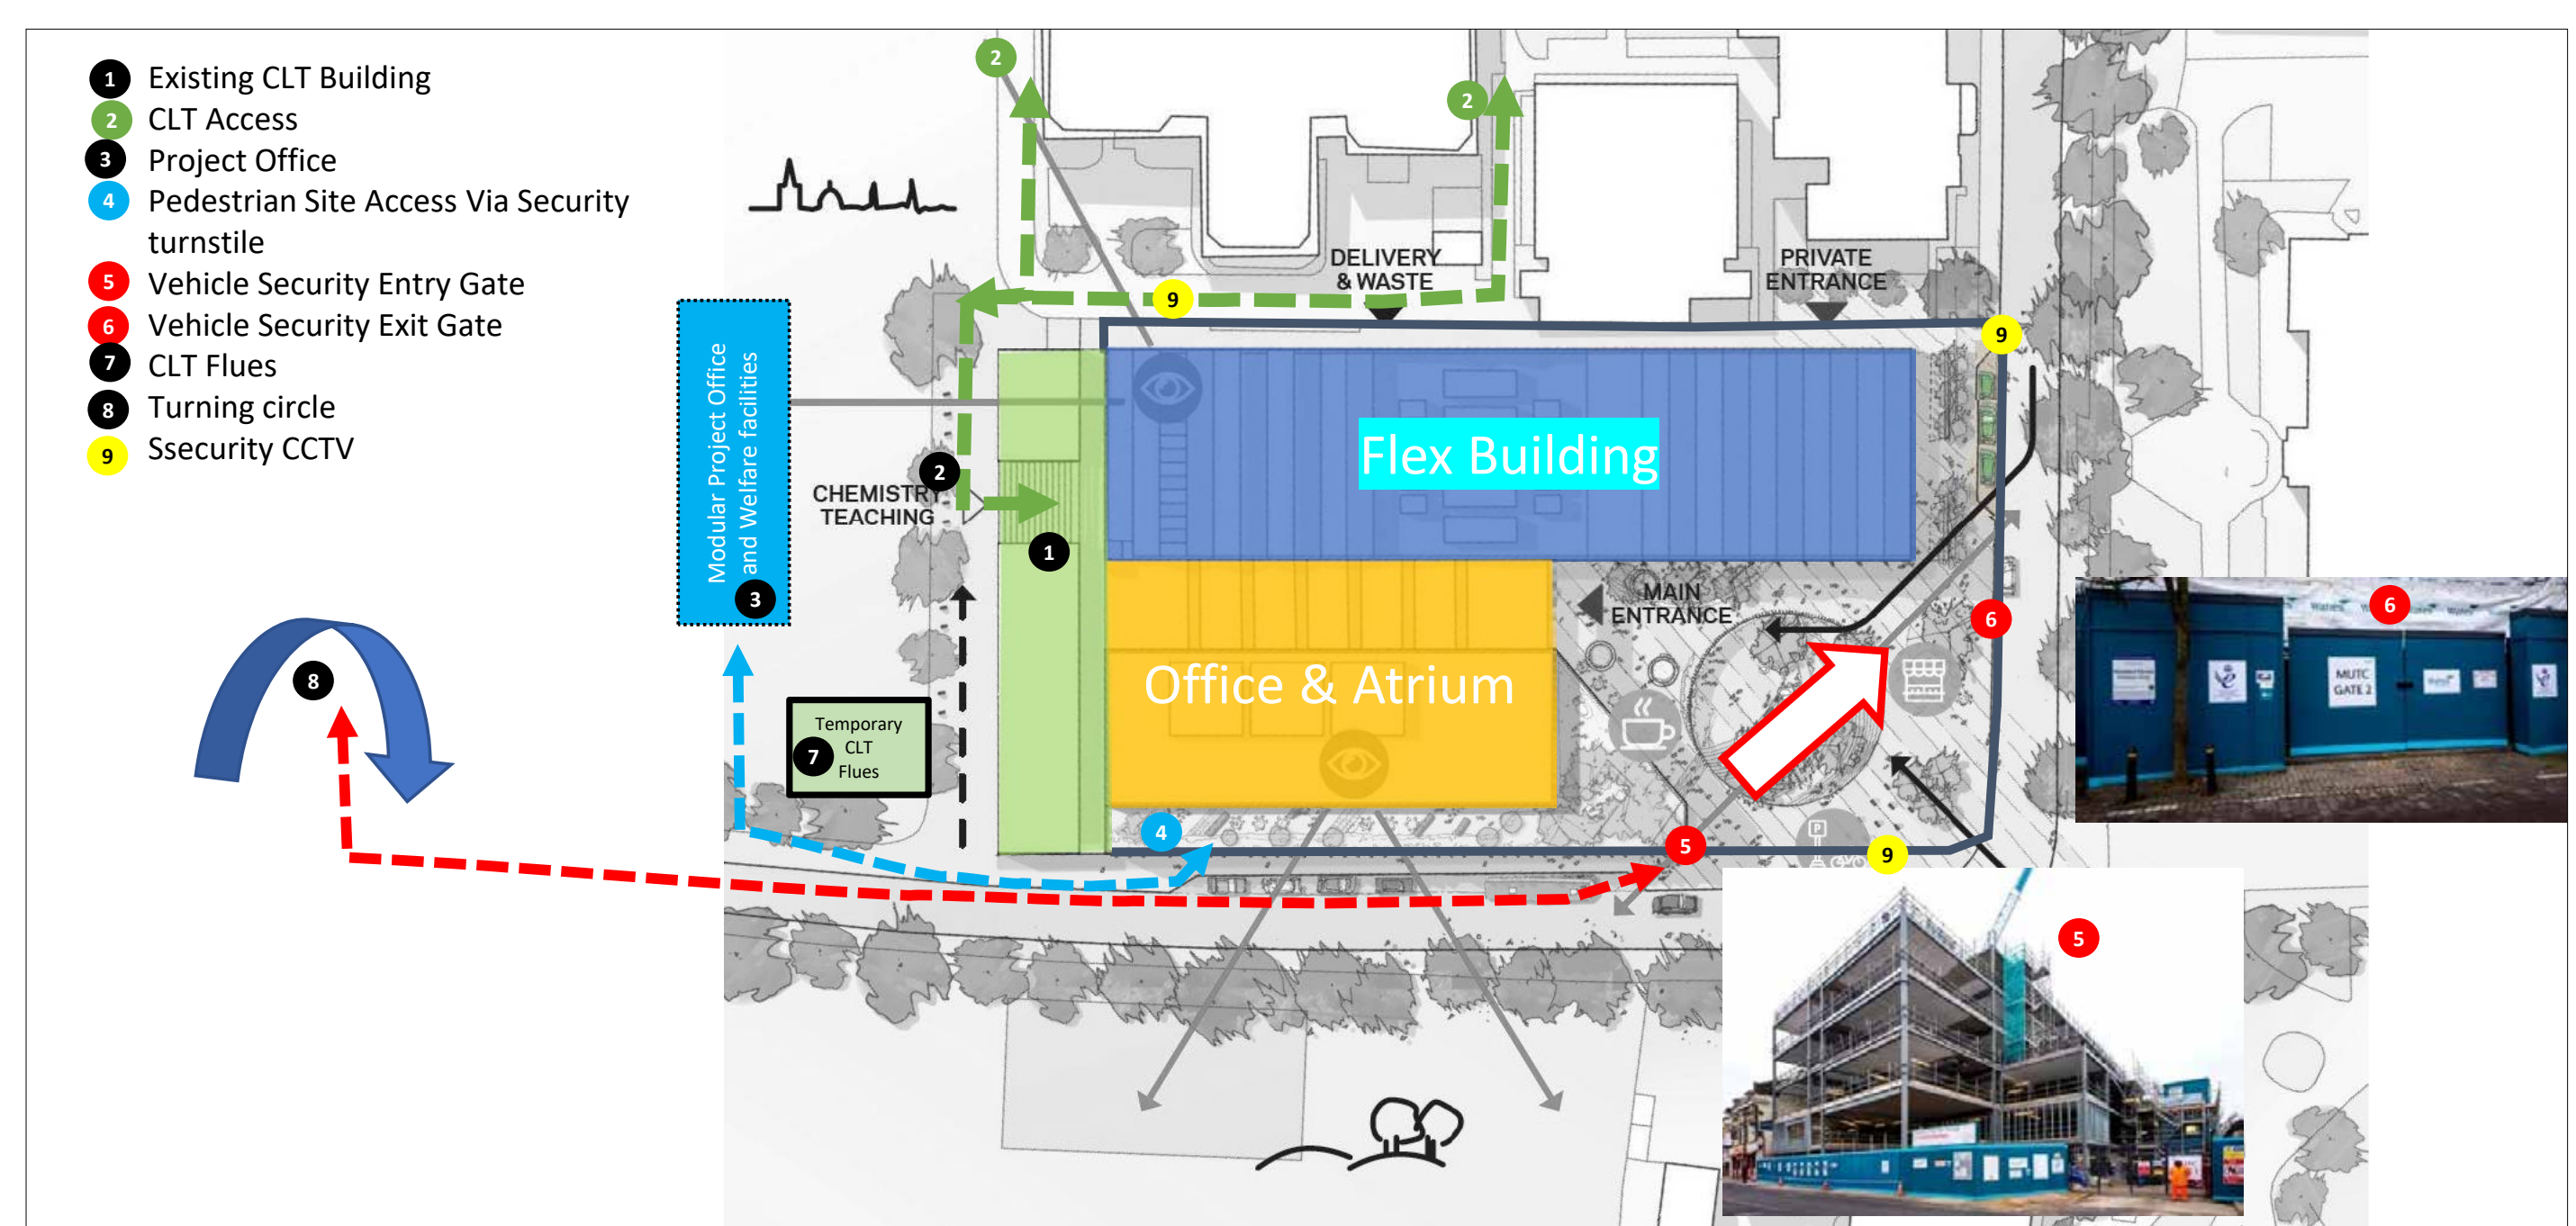 1 Existing CLT Building
2 CLT Access
3 Project Office
4 Pedestrian Site Access Via Security
turnstile
5 Vehicle Security Entry Gate
6 Vehicle Security Exit Gate
7 CLT Flues
8 Turning circle
9 Ssecurity CCTV
2
2
DELIVERY
& WASTE
PRIVATE
ENTRANCE
9
9
Modular Project Office
and Welfare facilities
3
2
CHEMISTRY
TEACHING
1
Flex Building
MAIN
ENTRANCE
6
6
MUTC
GATE 2
Office & Atrium
8
Temporary
CLT
Flues
7
4
5
P
9
5